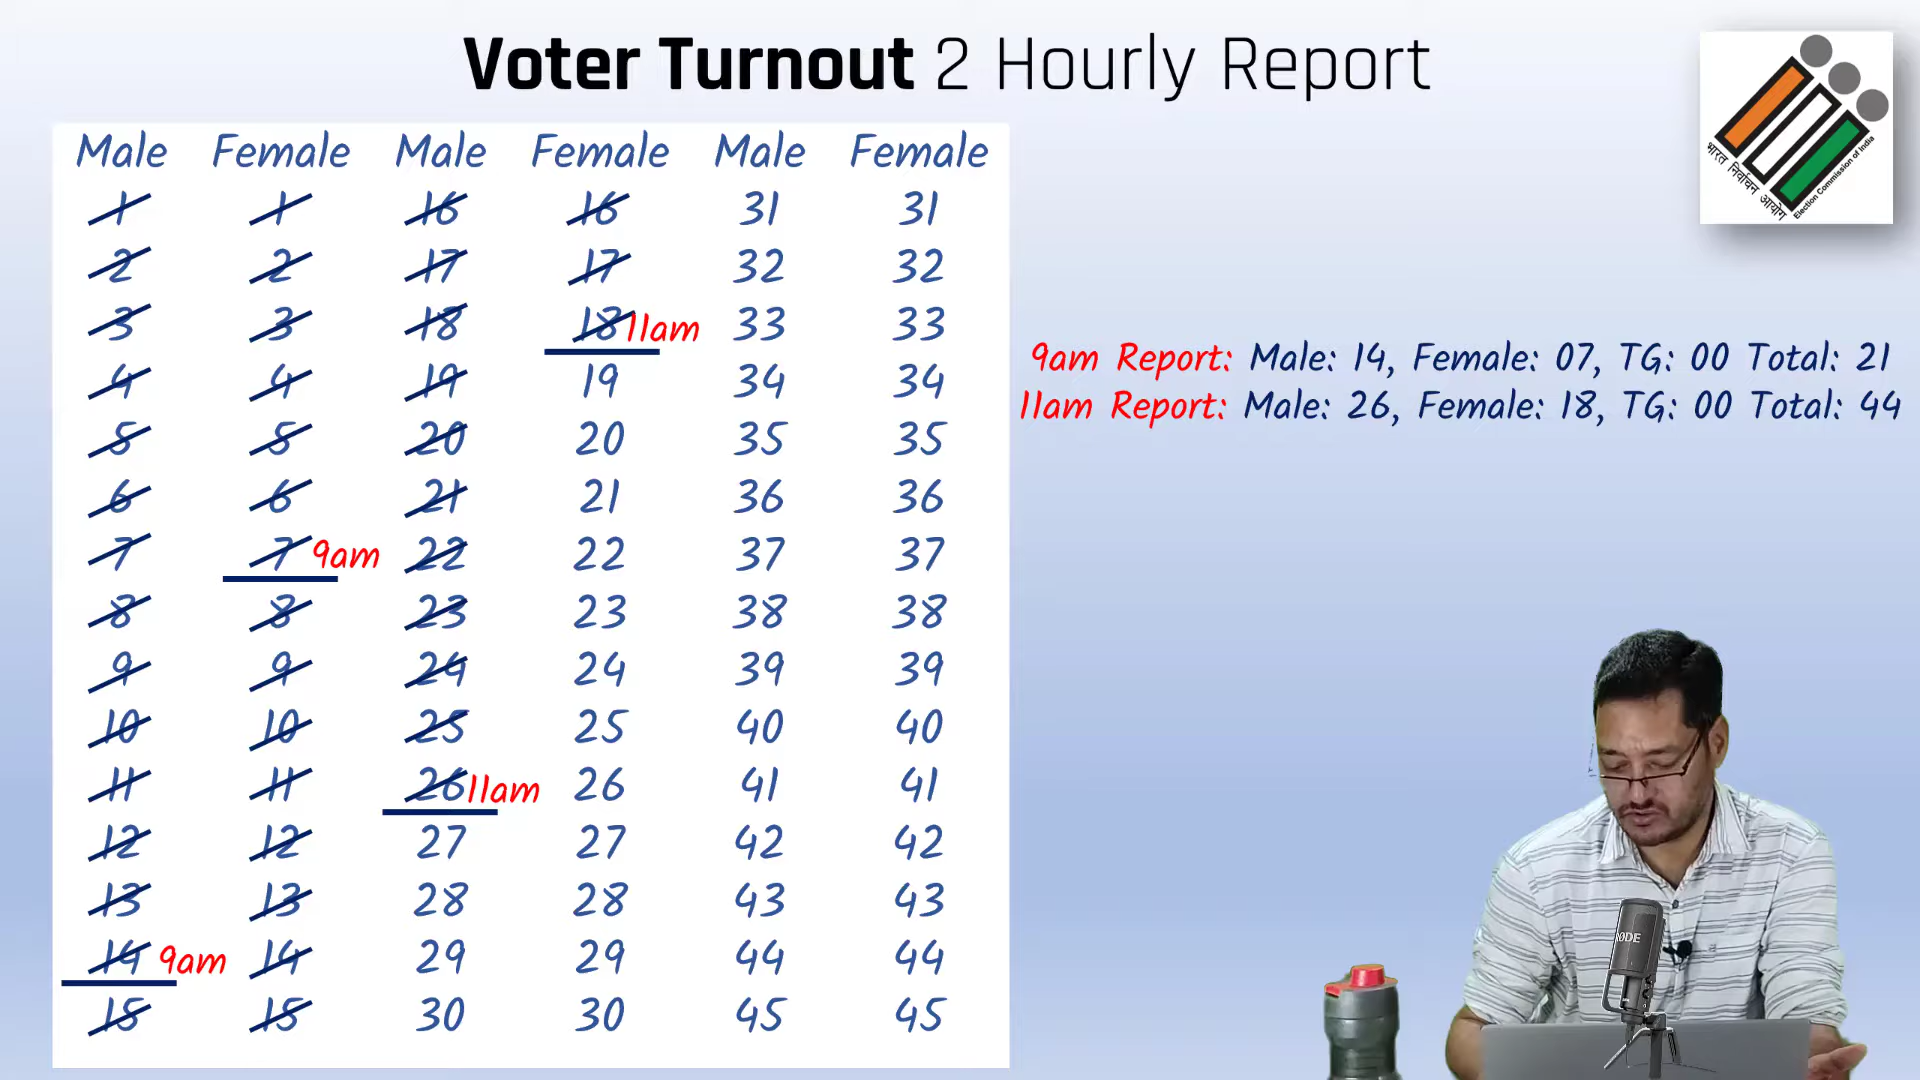 Voter Turnout 2 Hourly Report
भारत निर्वाचन आयोग
Election Commission of India
Male Female Male Female Male Female
1 1 16 16 31 31
2 2 17 17 32 32
3 3 18 18 11am 33 33
4 4 19 19 34 34
5 5 20 20 35 35
6 6 21 21 36 36
7 7 9am 22 22 37 37
8 8 23 23 38 38
9 9 24 24 39 39
10 10 25 25 40 40
11 11 26 11am 26 41 41
12 12 27 27 42 42
13 13 28 28 43 43
14 9am 14 29 29 44 44
15 15 30 30 45 45
9am Report: Male: 14, Female: 07, TG: 00 Total: 21
11am Report: Male: 26, Female: 18, TG: 00 Total: 44
RØDE